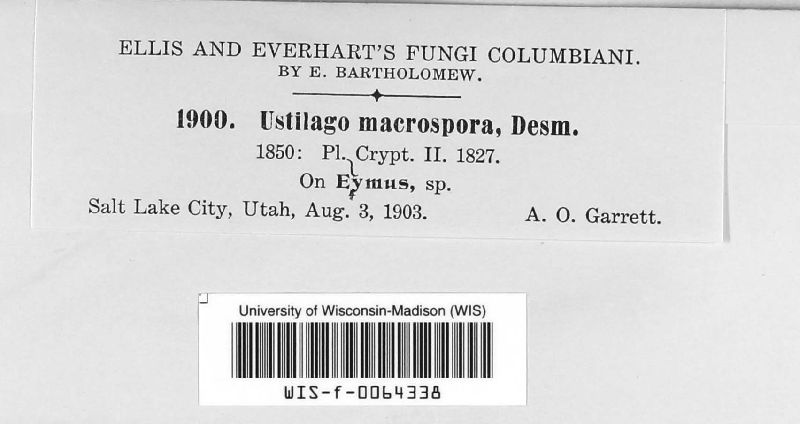 ELLIS AND EVERHART'S FUNGI COLUMBIANI.
BY E. BARTHOLOMEW.
1900. Ustilago macrospora, Desm.
1850: Pl. Crypt. II. 1827.
On Eymus, sp.
Salt Lake City, Utah, Aug. 3, 1903. A. O. Garrett.
University of Wisconsin-Madison (WIS)
WIS-f-0064338